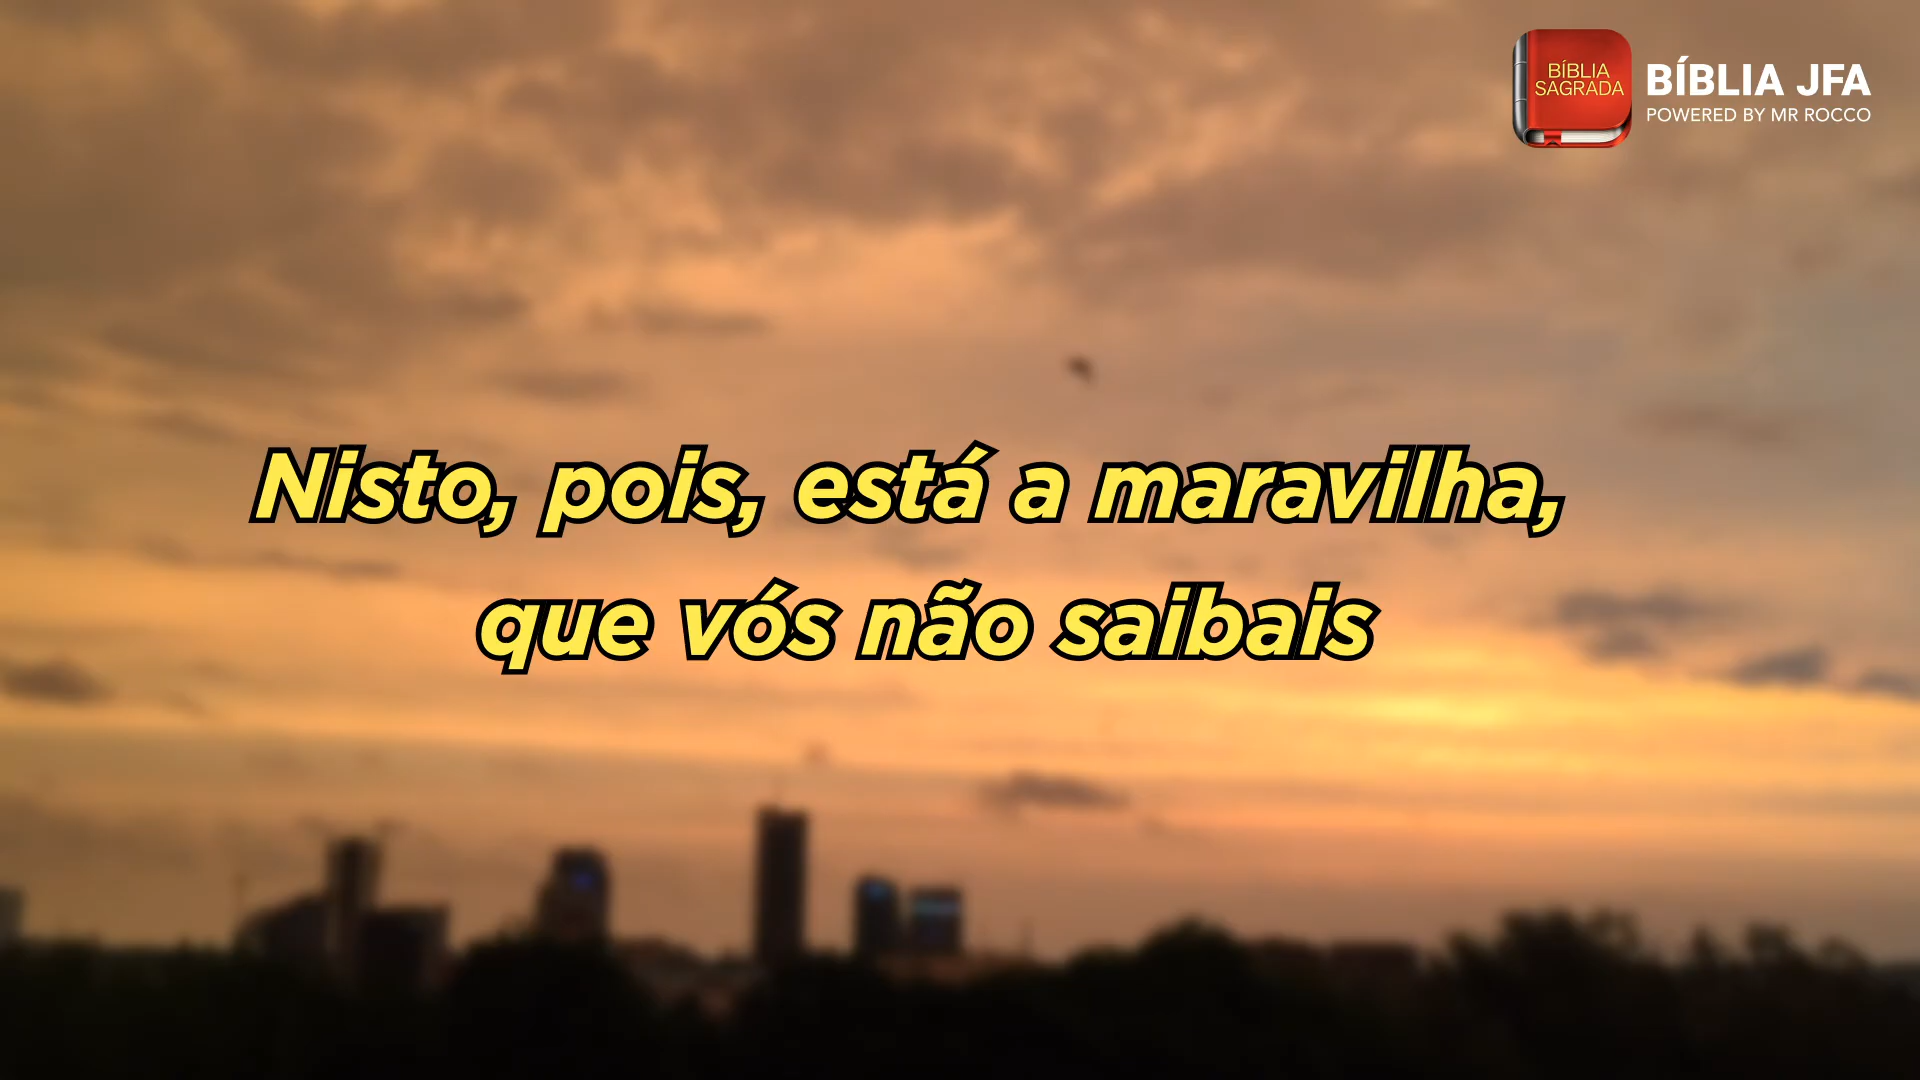 BÍBLIA
SAGRADA
BÍBLIA JFA
POWERED BY MR ROCCO
Nisto, pois, está a maravilha,
que vós não saibais